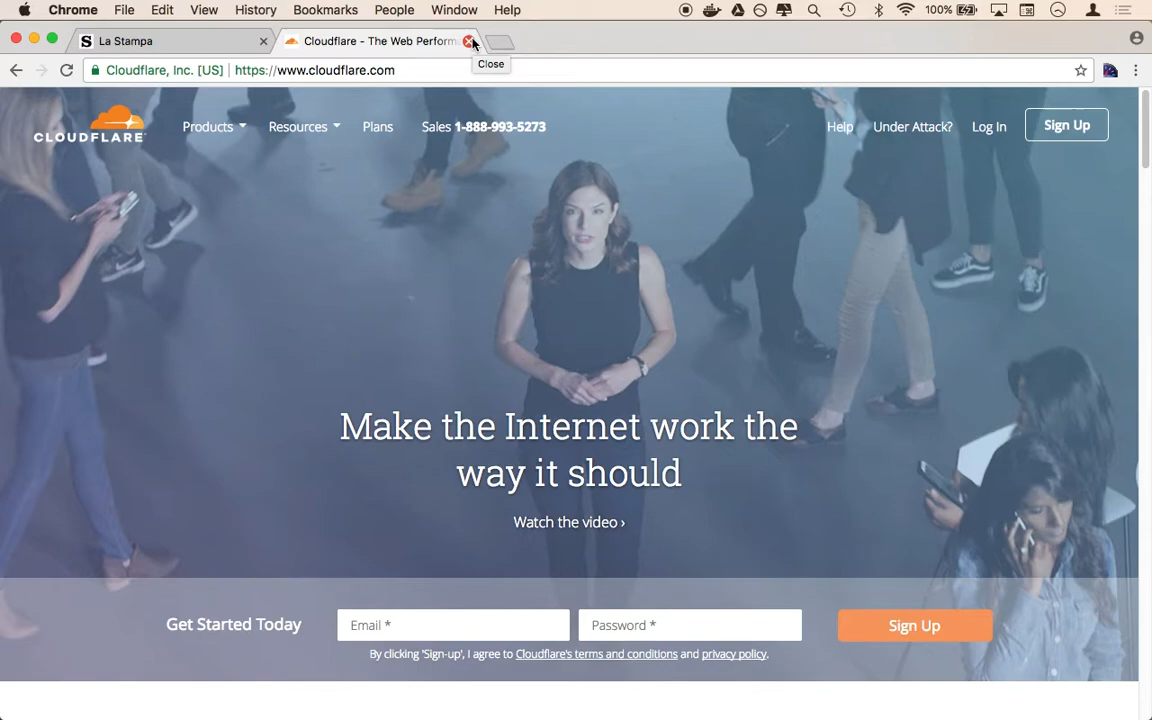 Chrome File Edit View History Bookmarks People Window Help 100%
La Stampa
Cloudflare - The Web Perform
Close
Cloudflare, Inc. [US] https://www.cloudflare.com
CLOUDFLARE
Products Resources Plans Sales 1-888-993-5273 Help Under Attack? Log In Sign Up
Make the Internet work the
way it should
Watch the video ›
Get Started Today Email * Password * Sign Up
By clicking 'Sign-up', I agree to Cloudflare's terms and conditions and privacy policy.